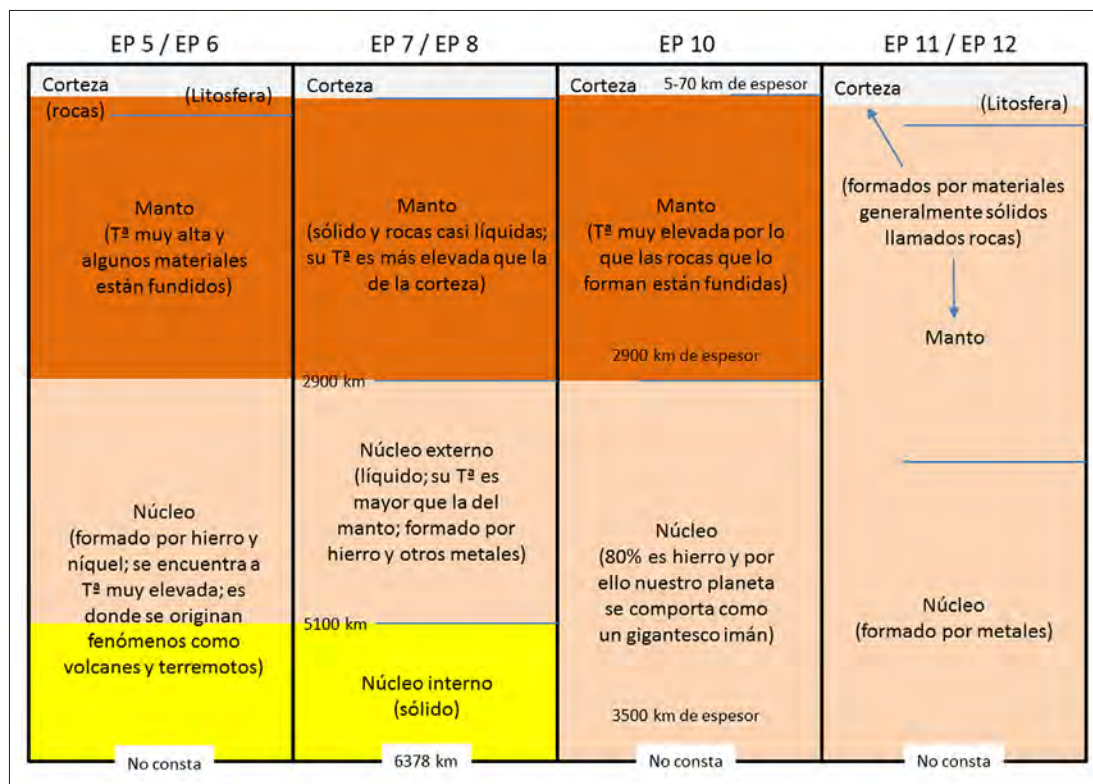 EP 5 / EP 6
Corteza
(rocas)
(Litosfera)
Manto
(Tª muy alta y
algunos materiales
están fundidos)
Núcleo
(formado por hierro y
níquel; se encuentra a
Tª muy elevada; es
donde se originan
fenómenos como
volcanes y terremotos)
No consta
EP 7 / EP 8
Corteza
Manto
(sólido y rocas casi líquidas;
su Tª es más elevada que la
de la corteza)
2900 km
Núcleo externo
(líquido; su Tª es
mayor que la del
manto; formado por
hierro y otros metales)
5100 km
Núcleo interno
(sólido)
6378 km
EP 10
Corteza
5-70 km de espesor
Manto
(Tª muy elevada por lo
que las rocas que lo
forman están fundidas)
2900 km de espesor
Núcleo
(80% es hierro y por
ello nuestro planeta
se comporta como
un gigantesco imán)
3500 km de espesor
No consta
EP 11 / EP 12
Corteza
(Litosfera)
(formados por materiales
generalmente sólidos
llamados rocas)
Manto
Núcleo
(formado por metales)
No consta